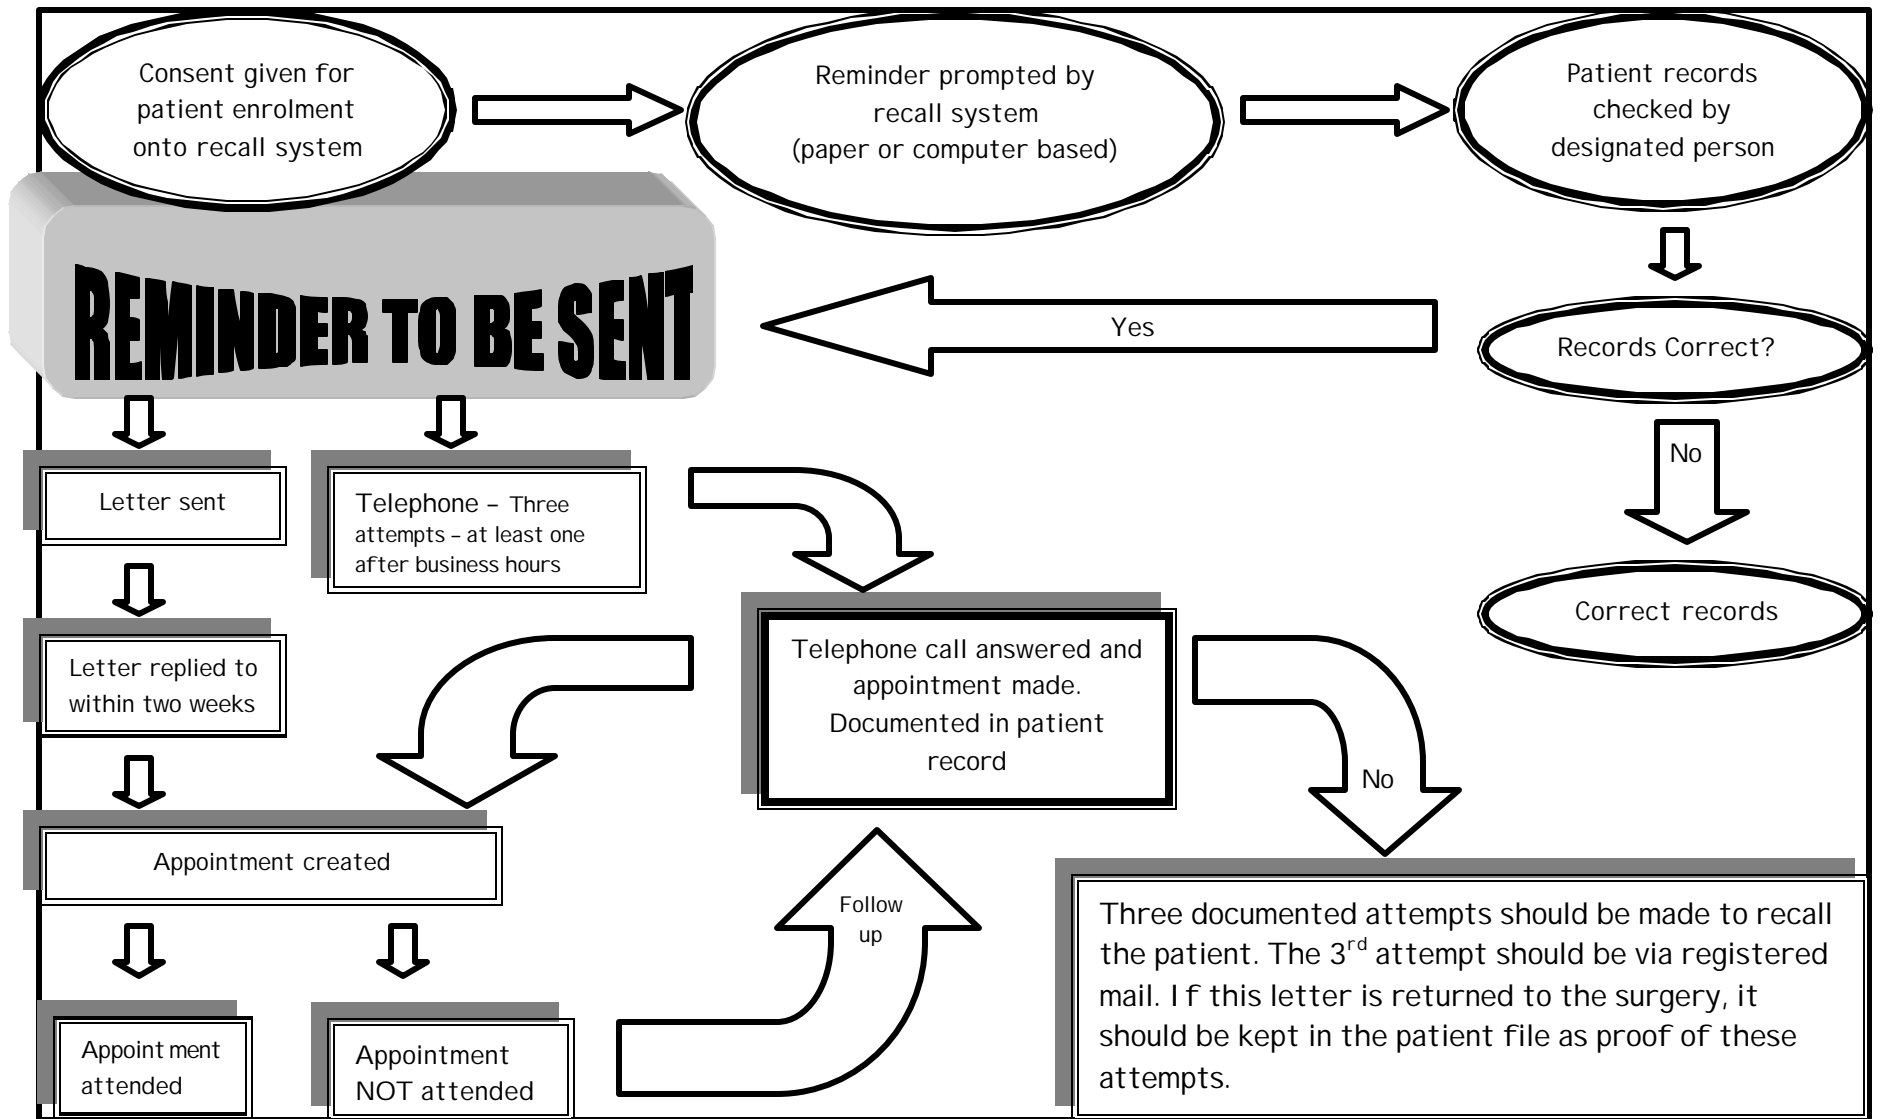 Consent given for
patient enrolment
onto recall system
Reminder prompted by
recall system
(paper or computer based)
Patient records
checked by
designated person
REMINDER TO BE SENT
Yes
Records Correct?
No
Correct records
Letter sent
Telephone – Three
attempts – at least one
after business hours
Letter replied to
within two weeks
Telephone call answered and
appointment made.
Documented in patient
record
No
Appointment created
Follow
up
Appointment
attended
Appointment
NOT attended
Three documented attempts should be made to recall
the patient. The 3rd attempt should be via registered
mail. If this letter is returned to the surgery, it
should be kept in the patient file as proof of these
attempts.